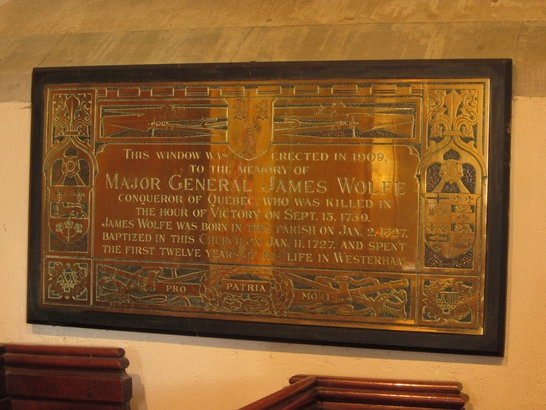 THIS WINDOW WAS ERECTED IN 1909,
TO THE MEMORY OF
MAJOR GENERAL JAMES WOLFE
CONQUEROR OF QUEBEC, WHO WAS KILLED IN
THE HOUR OF VICTORY ON SEPT. 13. 1759.
JAMES WOLFE WAS BORN IN THIS PARISH ON JAN. 2. 1727,
BAPTIZED IN THIS CHURCH ON JAN. 11. 1727. AND SPENT
THE FIRST TWELVE YEARS OF HIS LIFE IN WESTERHAM.
PRO PATRIA MORI